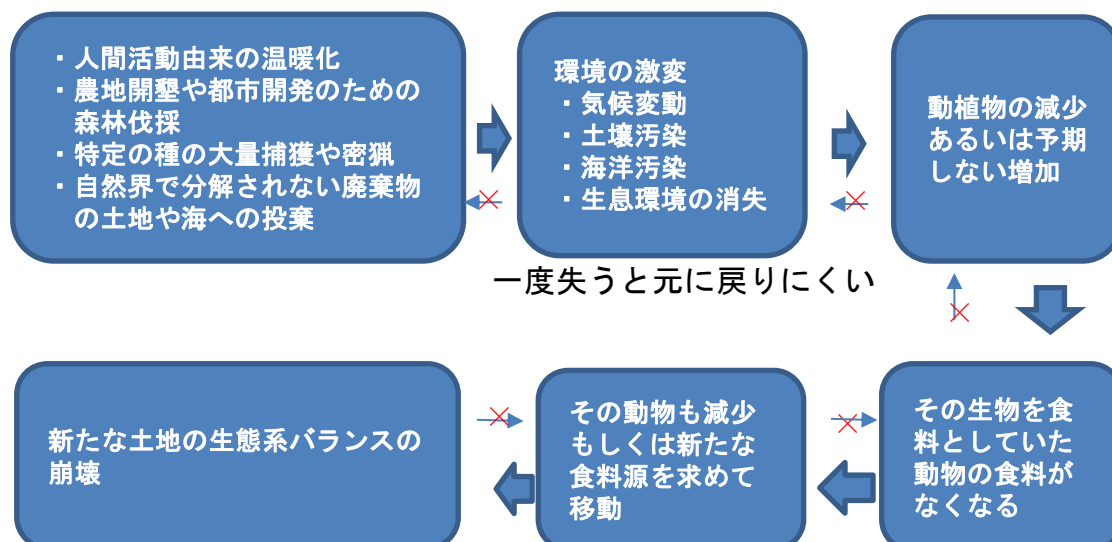 ・人間活動由来の温暖化
・農地開墾や都市開発のための
森林伐採
・特定の種の大量捕獲や密猟
・自然界で分解されない廃棄物
の土地や海への投棄
環境の激変
・気候変動
・土壌汚染
・海洋汚染
・生息環境の消失
動植物の減少
あるいは予期
しない増加
一度失うと元に戻りにくい
その生物を食
料としていた
動物の食料が
なくなる
その動物も減少
もしくは新たな
食料源を求めて
移動
新たな土地の生態系バランスの
崩壊